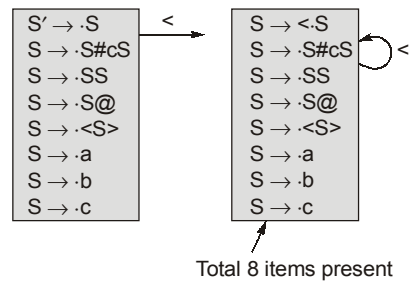 S′ → ·S
S → ·S#cS
S → ·SS
S → ·S@
S → ·<S>
S → ·a
S → ·b
S → ·c
<
S → <·S
S → ·S#cS
S → ·SS
S → ·S@
S → ·<S>
S → ·a
S → ·b
S → ·c
<
Total 8 items present